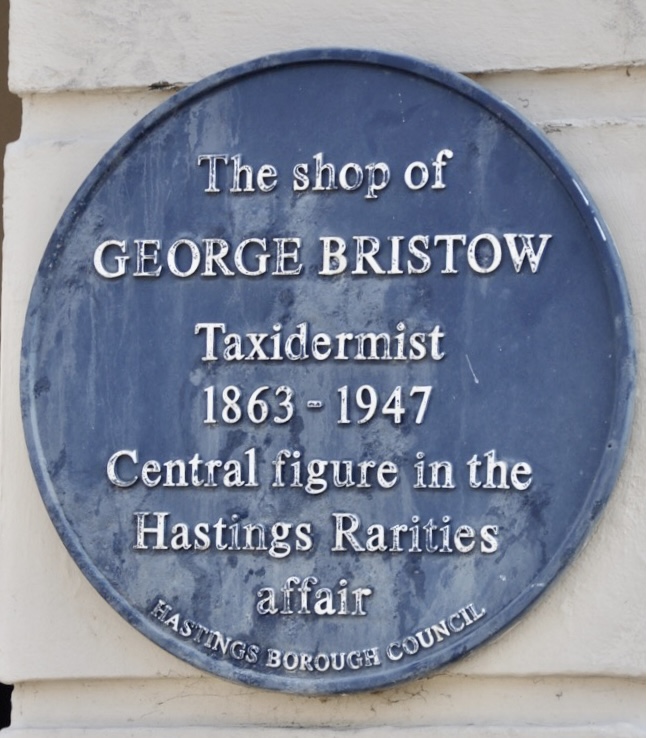 The shop of
GEORGE BRISTOW
Taxidermist
1863 - 1947
Central figure in the
Hastings Rarities
affair
HASTINGS BOROUGH COUNCIL